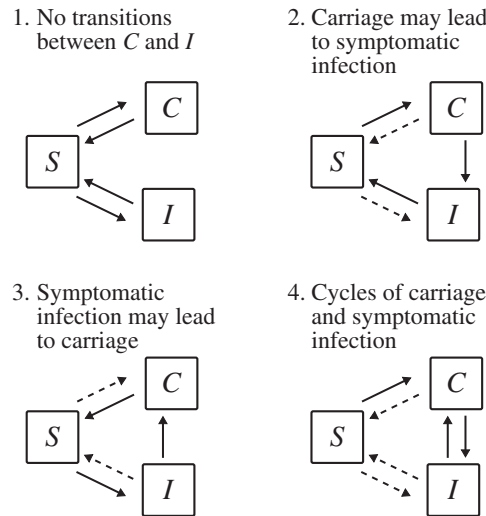 1. No transitions
between C and I
C
S
I
2. Carriage may lead
to symptomatic
infection
C
S
I
3. Symptomatic
infection may lead
to carriage
C
S
I
4. Cycles of carriage
and symptomatic
infection
C
S
I